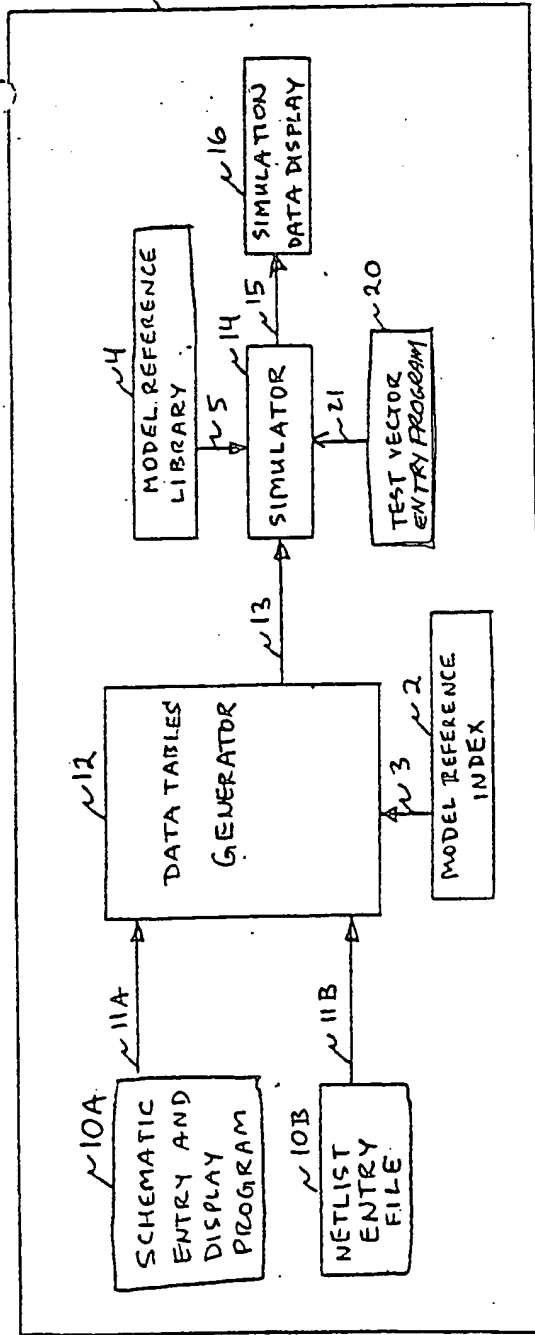 ~10A
SCHEMATIC
ENTRY AND
DISPLAY
PROGRAM
~11A
~10B
NETLIST
ENTRY
FILE
~11B
~12
DATA TABLES
GENERATOR
~3
~2
MODEL REFERENCE
INDEX
~13
~4
MODEL REFERENCE
LIBRARY
~5
~14
SIMULATOR
~15
~16
SIMULATION
DATA DISPLAY
~21
~20
TEST VECTOR
ENTRY PROGRAM